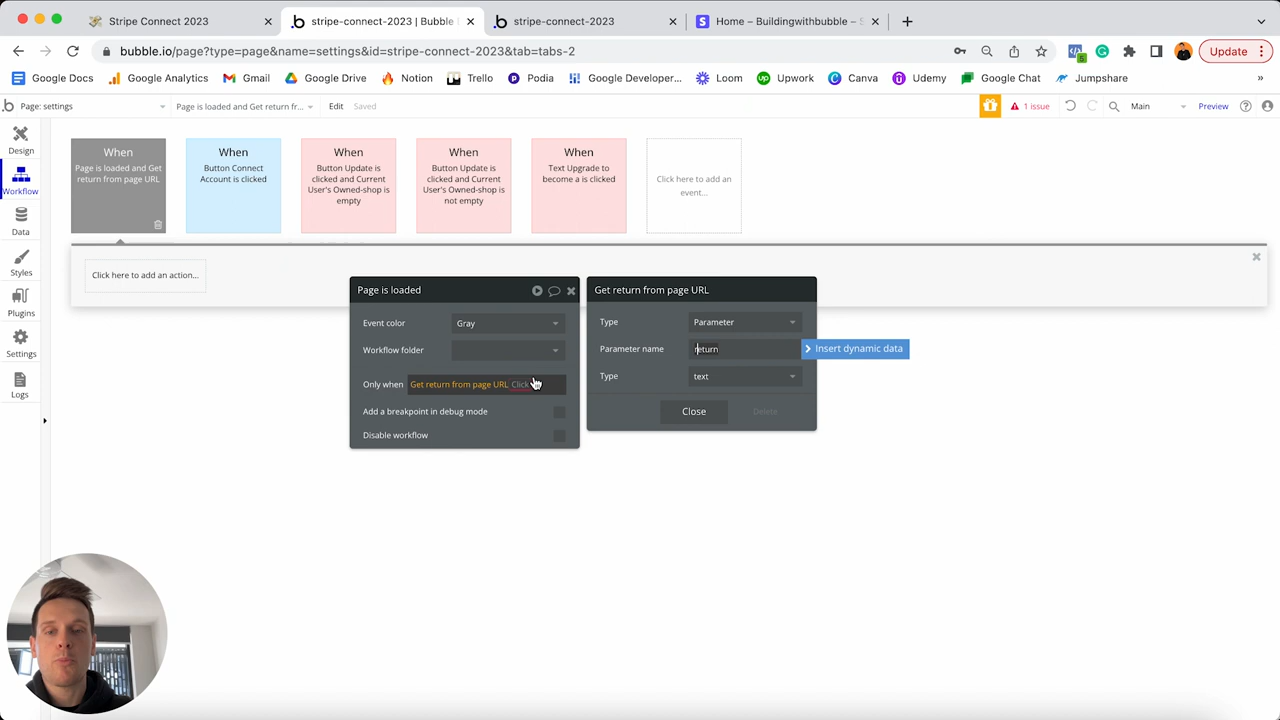 Stripe Connect 2023
stripe-connect-2023 | Bubble
stripe-connect-2023
Home – Buildingwithbubble – S
bubble.io/page?type=page&name=settings&id=stripe-connect-2023&tab=tabs-2
5
Update
Google Docs
Google Analytics
Gmail
Google Drive
Notion
Trello
Podia
Google Developer...
Loom
Upwork
Canva
Udemy
Google Chat
Jumpshare
»
Page: settings
Page is loaded and Get return fr...
Edit
Saved
1 issue
Main
Preview
Design
Workflow
Data
Styles
Plugins
Settings
Logs
When
Page is loaded and Get
return from page URL
When
Button Connect
Account is clicked
When
Button Update is
clicked and Current
User's Owned-shop is
empty
When
Button Update is
clicked and Current
User's Owned-shop is
not empty
When
Text Upgrade to
become a is clicked
Click here to add an
event...
Click here to add an action...
Page is loaded
Event color
Gray
Workflow folder
Only when
Get return from page URL Click
Add a breakpoint in debug mode
Disable workflow
Get return from page URL
Type
Parameter
Parameter name
return
Insert dynamic data
Type
text
Close
Delete